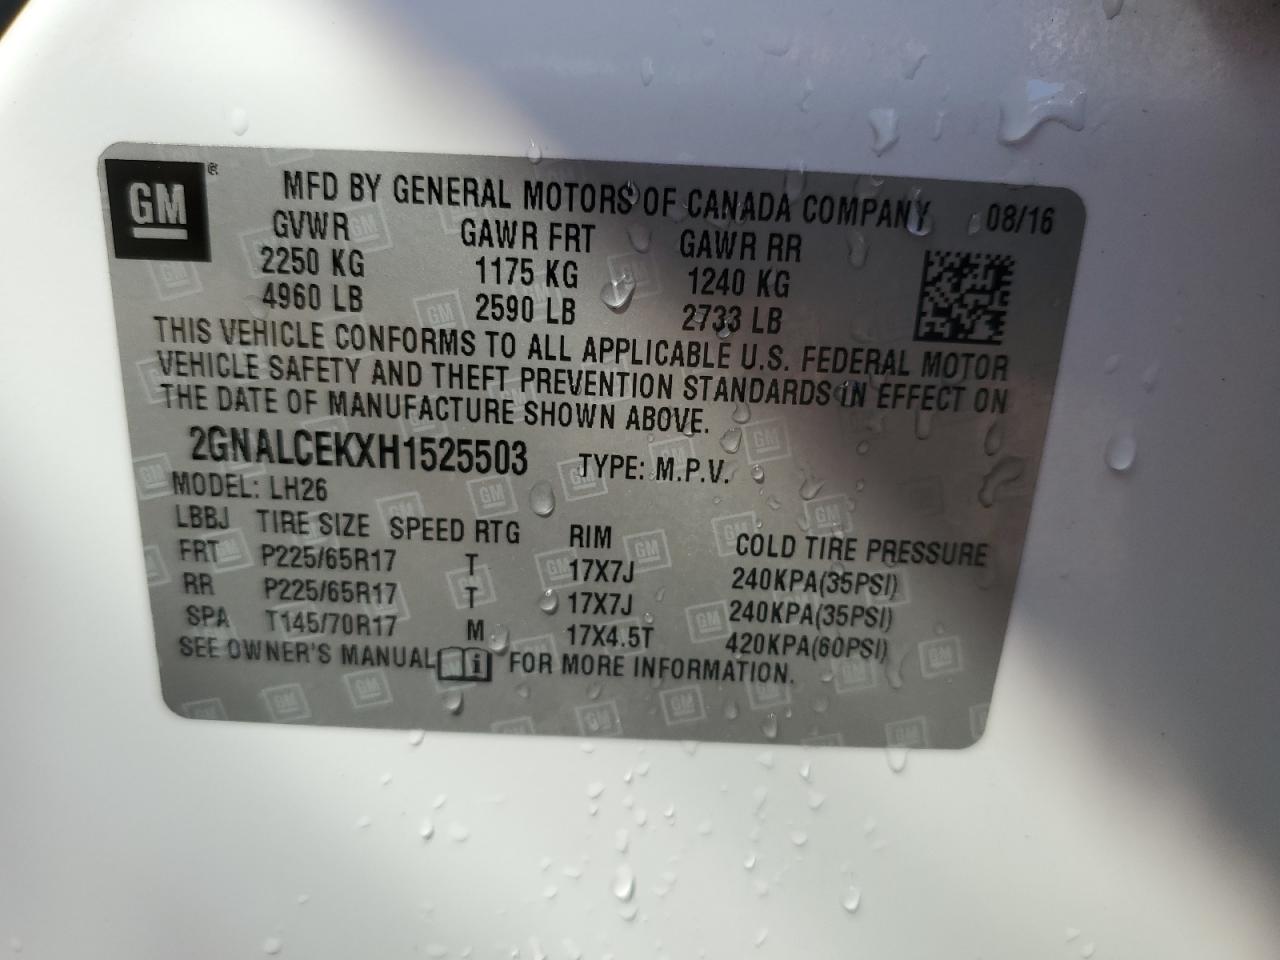 GM ®
MFD BY GENERAL MOTORS OF CANADA COMPANY 08/16
GVWR GAWR FRT GAWR RR
2250 KG 1175 KG 1240 KG
4960 LB 2590 LB 2733 LB
THIS VEHICLE CONFORMS TO ALL APPLICABLE U.S. FEDERAL MOTOR
VEHICLE SAFETY AND THEFT PREVENTION STANDARDS IN EFFECT ON
THE DATE OF MANUFACTURE SHOWN ABOVE.
2GNALCEKXH1525503 TYPE: M.P.V.
MODEL: LH26
LBBJ TIRE SIZE SPEED RTG RIM COLD TIRE PRESSURE
FRT P225/65R17 T 17X7J 240KPA(35PSI)
RR P225/65R17 T 17X7J 240KPA(35PSI)
SPA T145/70R17 M 17X4.5T 420KPA(60PSI)
SEE OWNER'S MANUAL i FOR MORE INFORMATION.